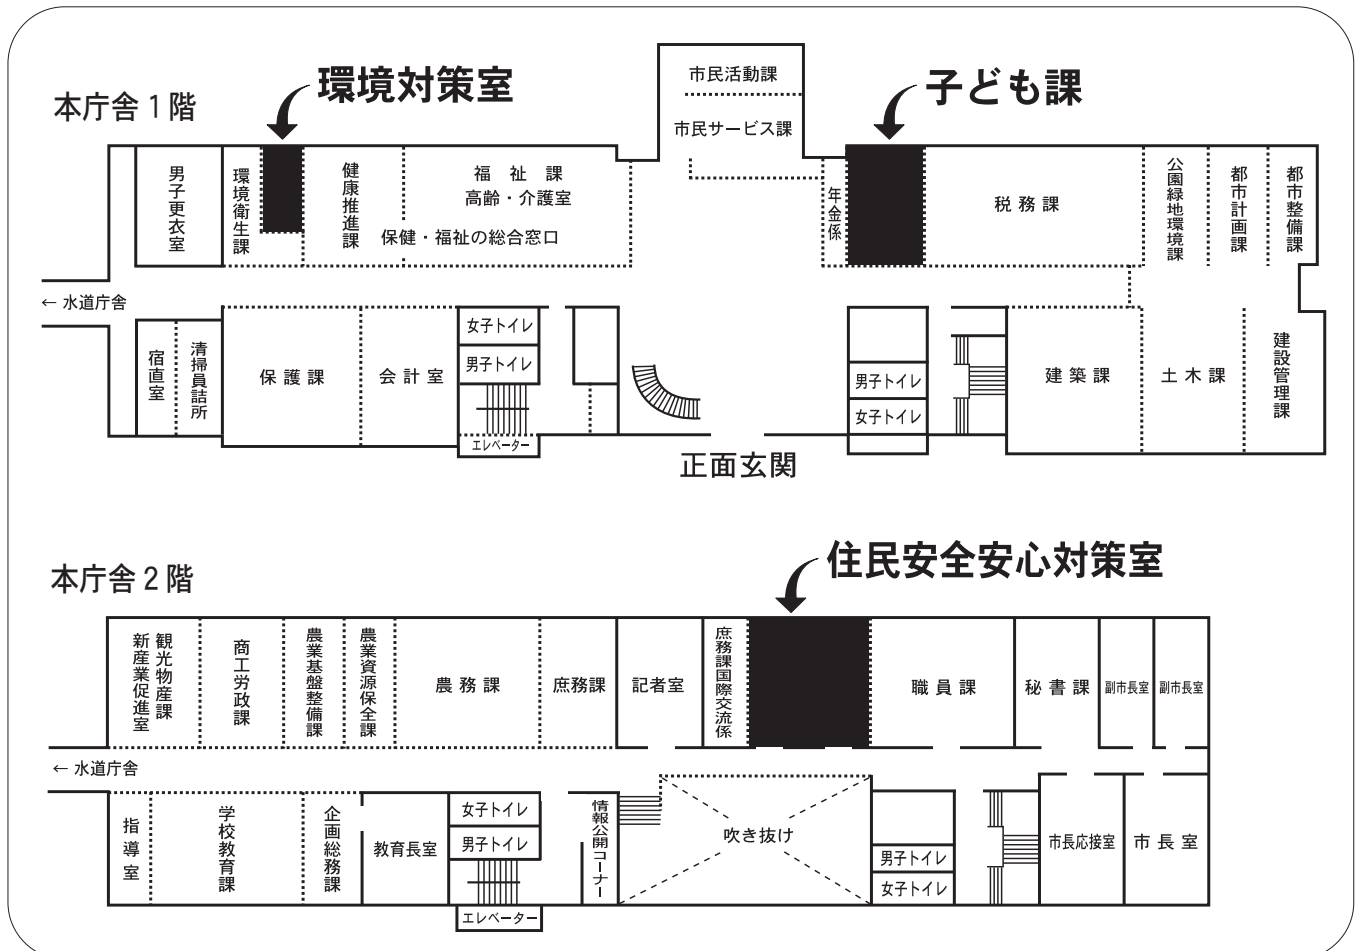 本庁舎1階
環境対策室
子ども課
市民活動課
市民サービス課
男子更衣室
環境衛生課
健康推進課
福祉課
高齢・介護室
保健・福祉の総合窓口
年金係
税務課
公園緑地環境課
都市計画課
都市整備課
← 水道庁舎
宿直室
清掃員詰所
保護課
会計室
女子トイレ
男子トイレ
エレベーター
正面玄関
男子トイレ
女子トイレ
建築課
土木課
建設管理課
本庁舎2階
住民安全安心対策室
観光物産課
新産業促進室
商工労政課
農業基盤整備課
農業資源保全課
農務課
庶務課
記者室
庶務課国際交流係
職員課
秘書課
副市長室
副市長室
← 水道庁舎
指導室
学校教育課
企画総務課
教育長室
女子トイレ
男子トイレ
エレベーター
情報公開コーナー
吹き抜け
男子トイレ
女子トイレ
市長応接室
市長室